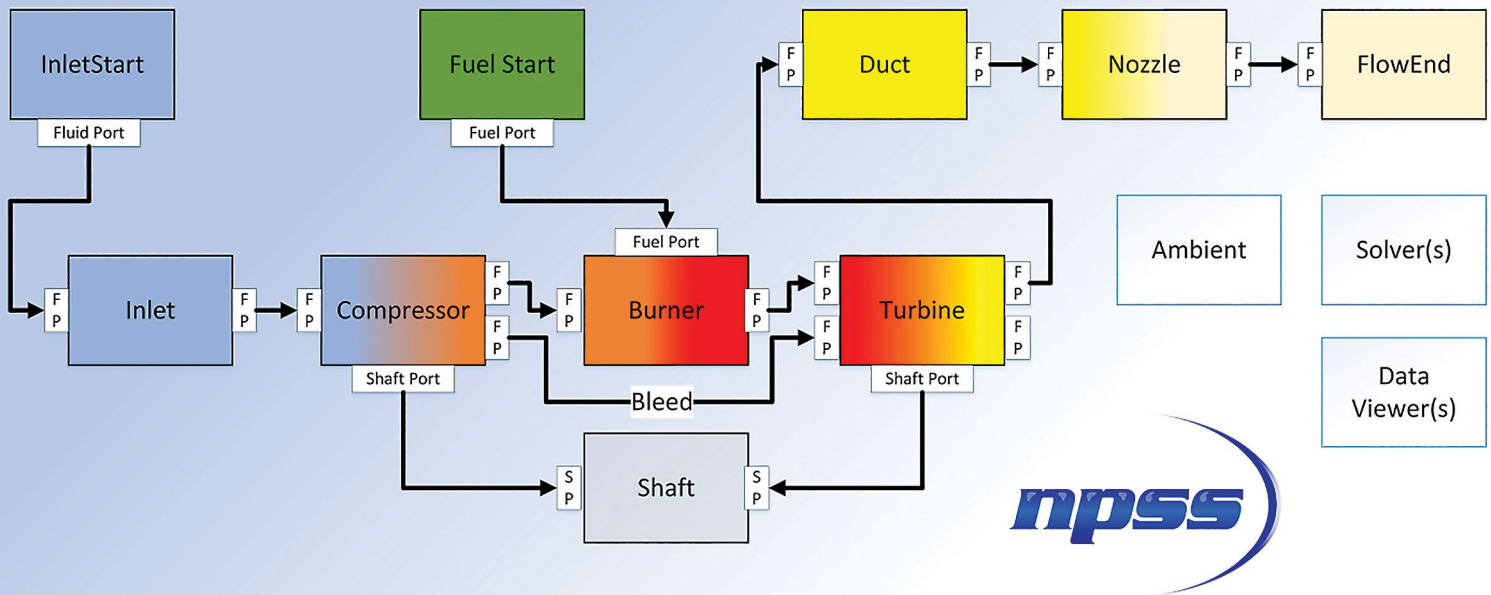 InletStart
Fluid Port
Fuel Start
Fuel Port
F
P
Duct
F
P
F
P
Nozzle
F
P
F
P
FlowEnd
F
P
Inlet
F
P
F
P
Compressor
F
P
F
P
Shaft Port
Fuel Port
F
P
Burner
F
P
F
P
F
P
Turbine
F
P
F
P
Shaft Port
Bleed
S
P
Shaft
S
P
Ambient
Solver(s)
Data
Viewer(s)
npss